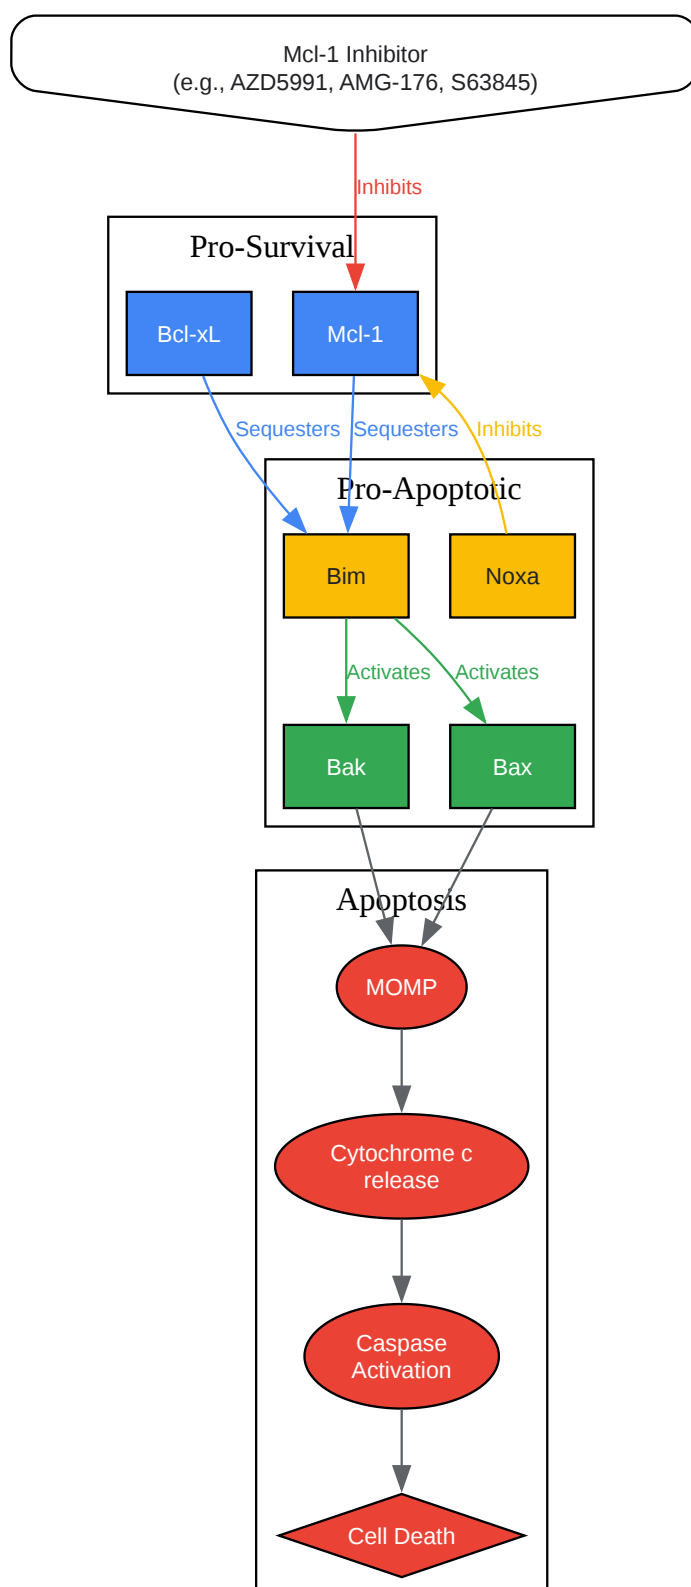 Mcl-1 Inhibitor
(e.g., AZD5991, AMG-176, S63845)
Inhibits
Pro-Survival
Bcl-xL
Mcl-1
Sequesters
Sequesters
Inhibits
Pro-Apoptotic
Bim
Noxa
Activates
Activates
Bak
Bax
Apoptosis
MOMP
Cytochrome c
release
Caspase
Activation
Cell Death